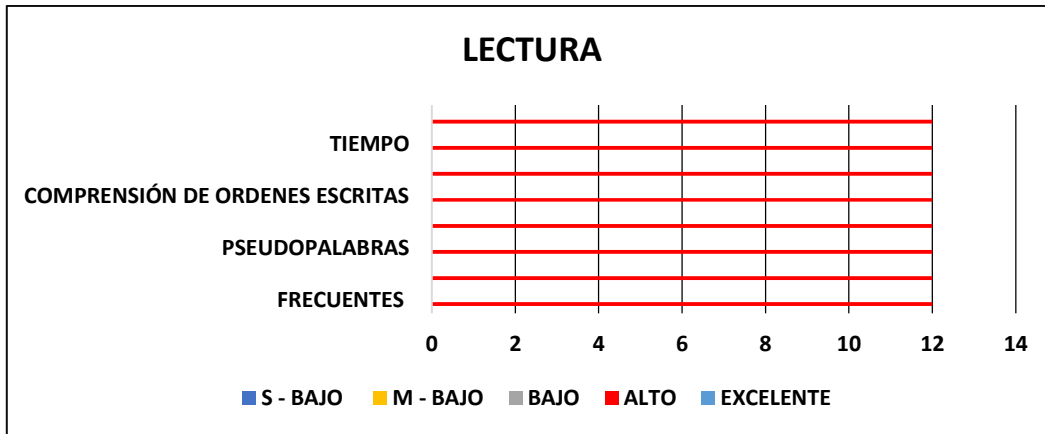 LECTURA
TIEMPO
COMPRENSIÓN DE ORDENES ESCRITAS
PSEUDOPALABRAS
FRECUENTES
0 2 4 6 8 10 12 14
S - BAJO M - BAJO BAJO ALTO EXCELENTE